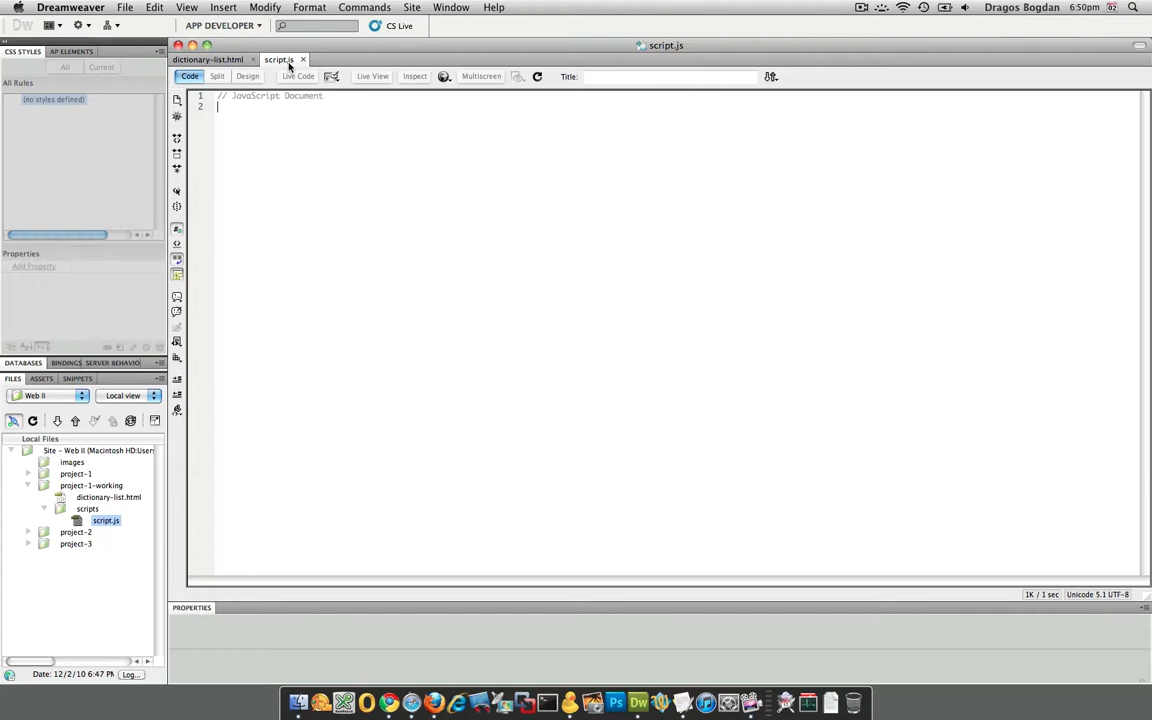 Dreamweaver File Edit View Insert Modify Format Commands Site Window Help Dragos Bogdan 6:50pm 02
Dw APP DEVELOPER CS Live
script.js
CSS STYLES AP ELEMENTS
dictionary-list.html script.js
All Current
Code Split Design Live Code Live View Inspect Multiscreen Title:
All Rules
(no styles defined)
1 // JavaScript Document
2
Properties
Add Property
DATABASES BINDINGS SERVER BEHAVIO
FILES ASSETS SNIPPETS
Web II Local view
Local Files
Site - Web II (Macintosh HD:Users
images
project-1
project-1-working
dictionary-list.html
scripts
script.js
project-2
project-3
1K / 1 sec Unicode 5.1 UTF-8
PROPERTIES
Date: 12/2/10 6:47 PM Log...
Ps Dw